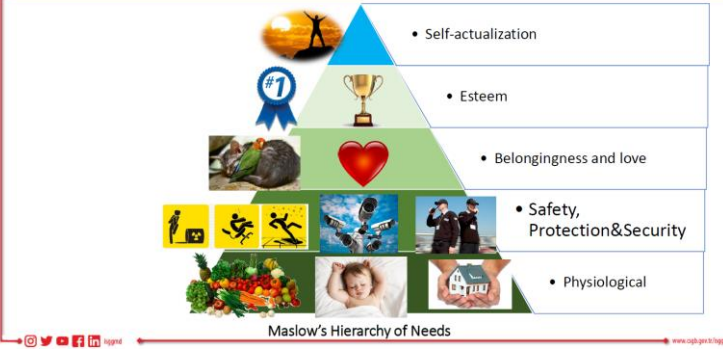 • Self-actualization
#1
• Esteem
• Belongingness and love
• Safety,
Protection&Security
• Physiological
Maslow's Hierarchy of Needs